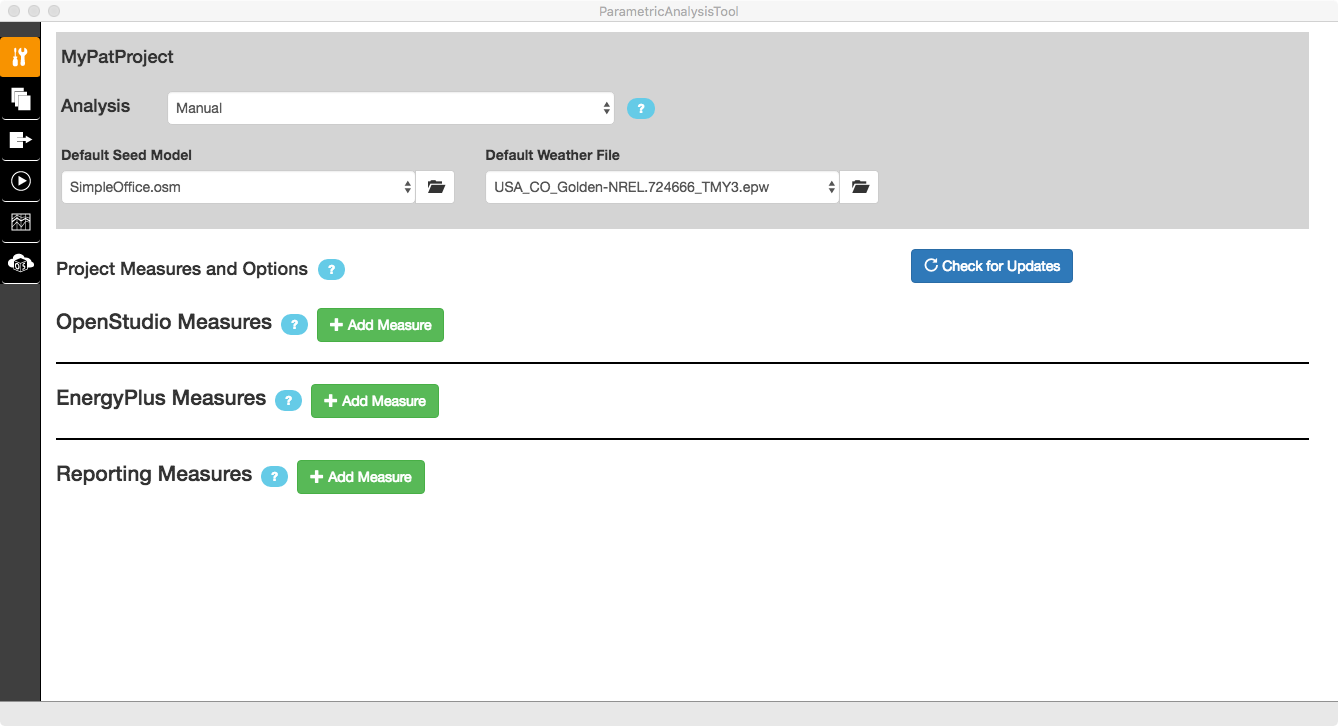 ParametricAnalysisTool
MyPatProject
Analysis Manual ?
Default Seed Model Default Weather File
SimpleOffice.osm USA_CO_Golden-NREL.724666_TMY3.epw
Project Measures and Options ? Check for Updates
OpenStudio Measures ? Add Measure
EnergyPlus Measures ? Add Measure
Reporting Measures ? Add Measure